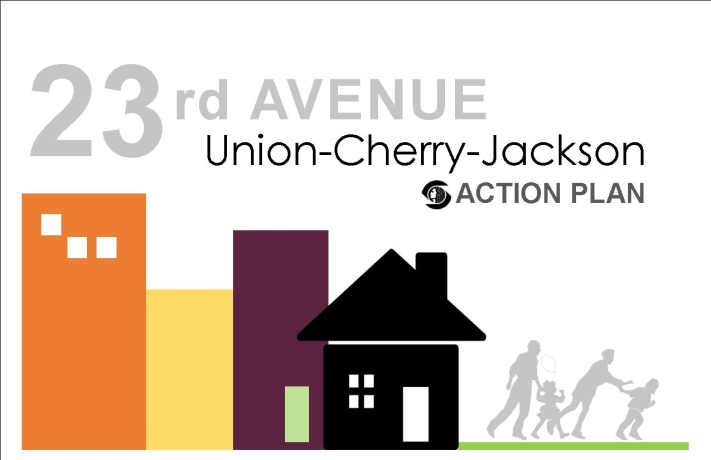 23rd AVENUE
Union-Cherry-Jackson
ACTION PLAN